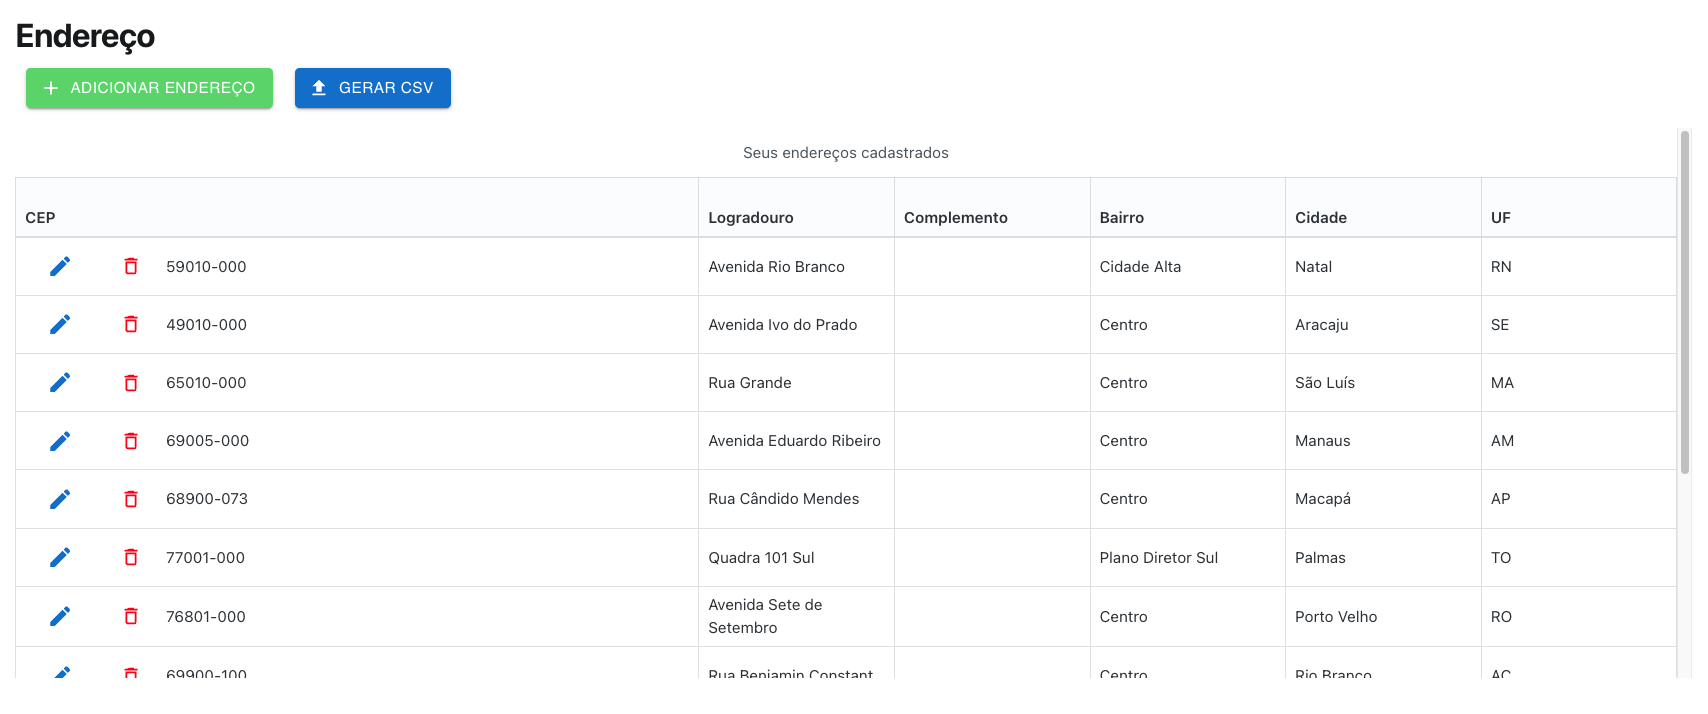 Endereço
ADICIONAR ENDEREÇO GERAR CSV
Seus endereços cadastrados
CEP Logradouro Complemento Bairro Cidade UF
59010-000 Avenida Rio Branco Cidade Alta Natal RN
49010-000 Avenida Ivo do Prado Centro Aracaju SE
65010-000 Rua Grande Centro São Luís MA
69005-000 Avenida Eduardo Ribeiro Centro Manaus AM
68900-073 Rua Cândido Mendes Centro Macapá AP
77001-000 Quadra 101 Sul Plano Diretor Sul Palmas TO
76801-000 Avenida Sete de Setembro Centro Porto Velho RO
69900-100 Rua Benjamin Constant Centro Rio Branco AC